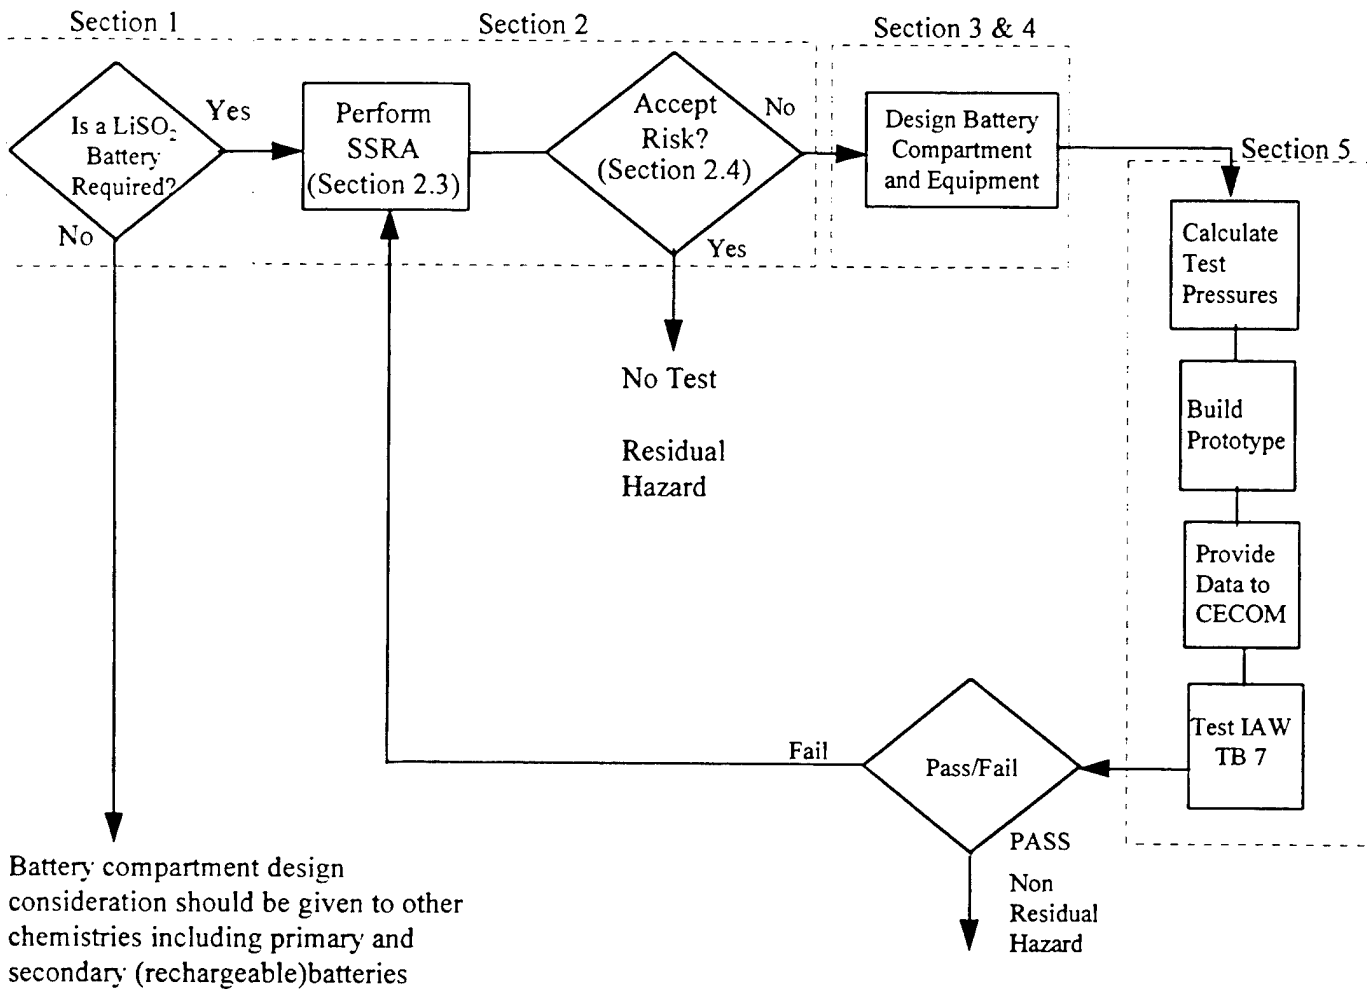 Section 1
Section 2
Section 3 & 4
Is a LiSO₂
Battery
Required?
Yes
No
Perform
SSRA
(Section 2.3)
Accept
Risk?
(Section 2.4)
No
Yes
Design Battery
Compartment
and Equipment
Section 5
Calculate
Test
Pressures
No Test
Residual
Hazard
Build
Prototype
Provide
Data to
CECOM
Test IAW
TB 7
Fail
Pass/Fail
PASS
Non
Residual
Hazard
Battery compartment design
consideration should be given to other
chemistries including primary and
secondary (rechargeable)batteries